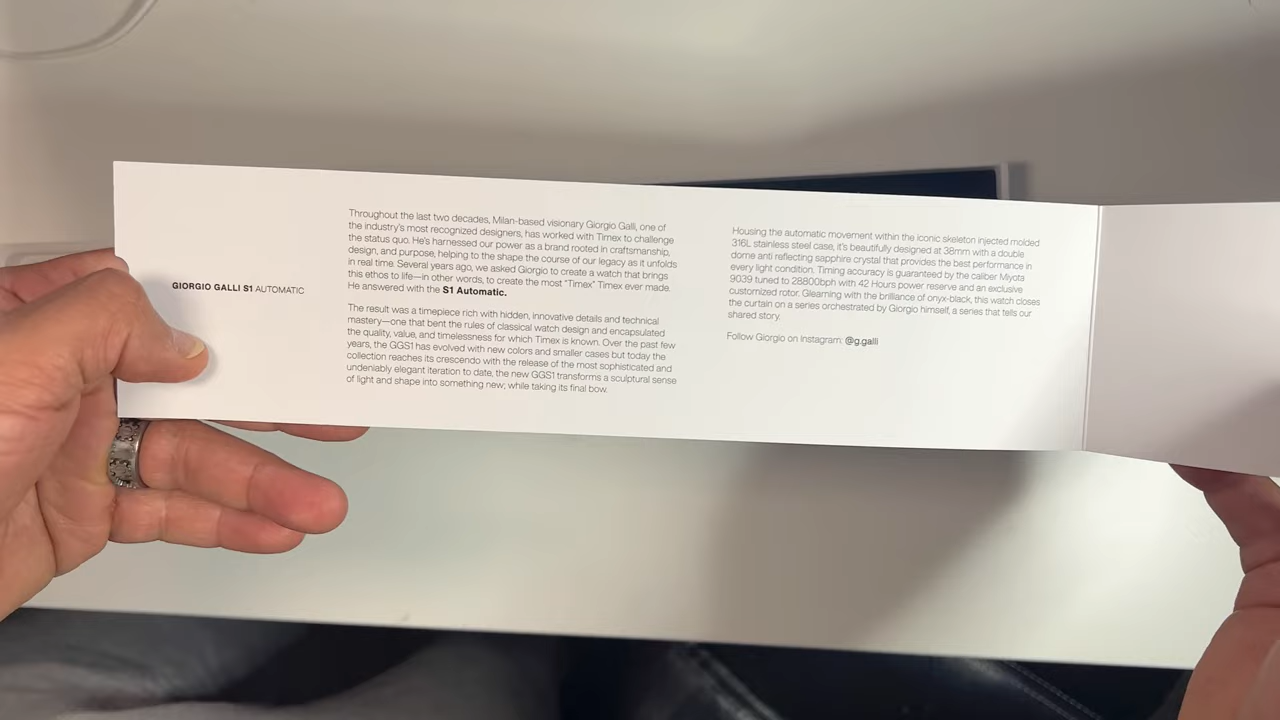 GIORGIO GALLI S1 AUTOMATIC
Throughout the last two decades, Milan-based visionary Giorgio Galli, one of
the industry's most recognized designers, has worked with Timex to challenge
the status quo. He's harnessed our power as a brand rooted in craftsmanship,
design, and purpose, helping to the shape the course of our legacy as it unfolds
in real time. Several years ago, we asked Giorgio to create a watch that brings
this ethos to life—in other words, to create the most "Timex" Timex ever made.
He answered with the S1 Automatic.
The result was a timepiece rich with hidden, innovative details and technical
mastery—one that bent the rules of classical watch design and encapsulated
the quality, value, and timelessness for which Timex is known. Over the past few
years, the GGS1 has evolved with new colors and smaller cases but today the
collection reaches its crescendo with the release of the most sophisticated and
undeniably elegant iteration to date, the new GGS1 transforms a sculptural sense
of light and shape into something new; while taking its final bow.
Housing the automatic movement within the iconic skeleton injected molded
316L stainless steel case, it's beautifully designed at 38mm with a double
dome anti reflecting sapphire crystal that provides the best performance in
every light condition. Timing accuracy is guaranteed by the caliber Miyota
9039 tuned to 28800bph with 42 Hours power reserve and an exclusive
customized rotor. Gleaming with the brilliance of onyx-black, this watch closes
the curtain on a series orchestrated by Giorgio himself, a series that tells our
shared story.
Follow Giorgio on Instagram: @g.galli